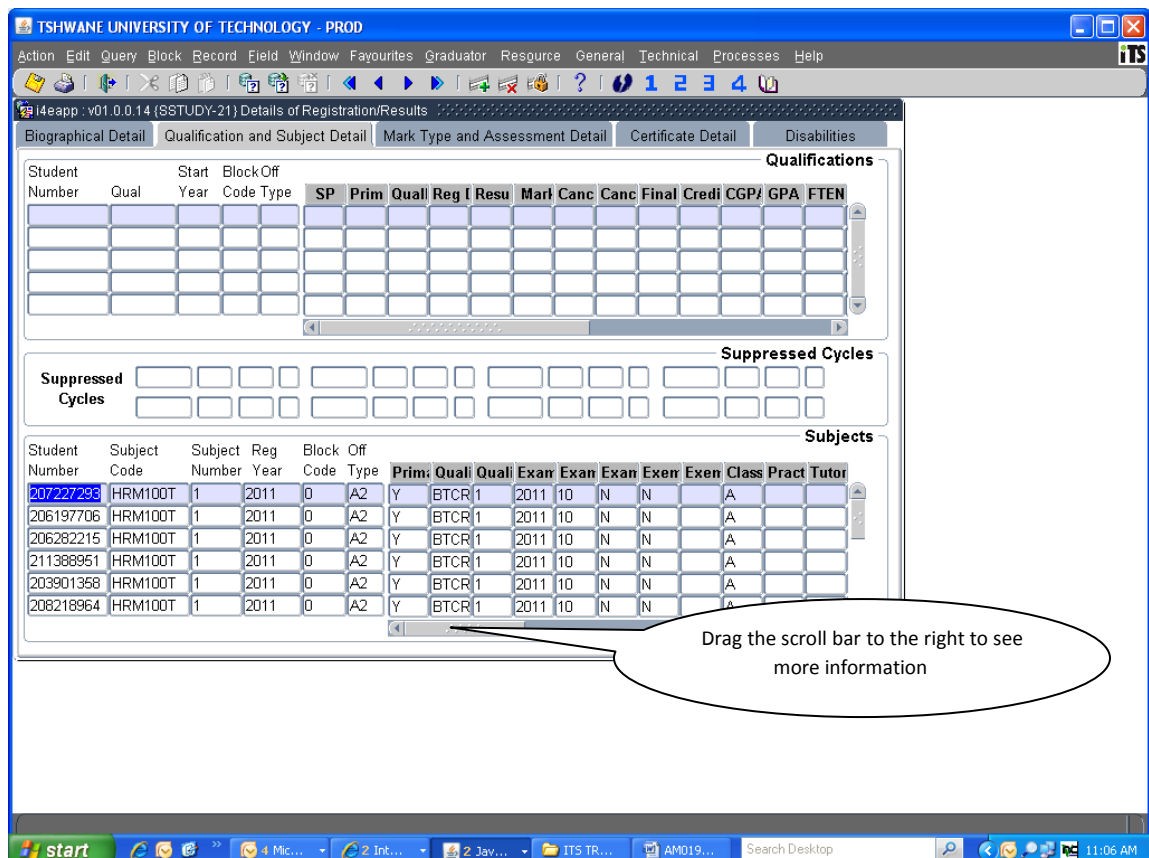 TSHWANE UNIVERSITY OF TECHNOLOGY - PROD
Action Edit Query Block Record Field Window Favourites Graduator Resource General Technical Processes Help
iTS
? 1 2 3 4
i4eapp : v01.0.0.14 {SSTUDY-21} Details of Registration/Results
Biographical Detail Qualification and Subject Detail Mark Type and Assessment Detail Certificate Detail Disabilities
Qualifications
Student Start Block Off
Number Qual Year Code Type SP Prim Quali Reg D Resu Mark Canc Canc Final Credi CGPA GPA FTEN
Suppressed Cycles
Suppressed
Cycles
Subjects
Student Subject Subject Reg Block Off
Number Code Number Year Code Type Prima Quali Quali Exam Exam Exam Exem Exem Class Pract Tutor
207227293 HRM100T 1 2011 0 A2 Y BTCR 1 2011 10 N N A
206197706 HRM100T 1 2011 0 A2 Y BTCR 1 2011 10 N N A
206282215 HRM100T 1 2011 0 A2 Y BTCR 1 2011 10 N N A
211388951 HRM100T 1 2011 0 A2 Y BTCR 1 2011 10 N N A
203901358 HRM100T 1 2011 0 A2 Y BTCR 1 2011 10 N N A
208218964 HRM100T 1 2011 0 A2 Y BTCR 1 2011 10 N N A
Drag the scroll bar to the right to see
more information
start » 4 Mic... 2 Int... 2 Jav... ITS TR... AM019... Search Desktop 11:06 AM